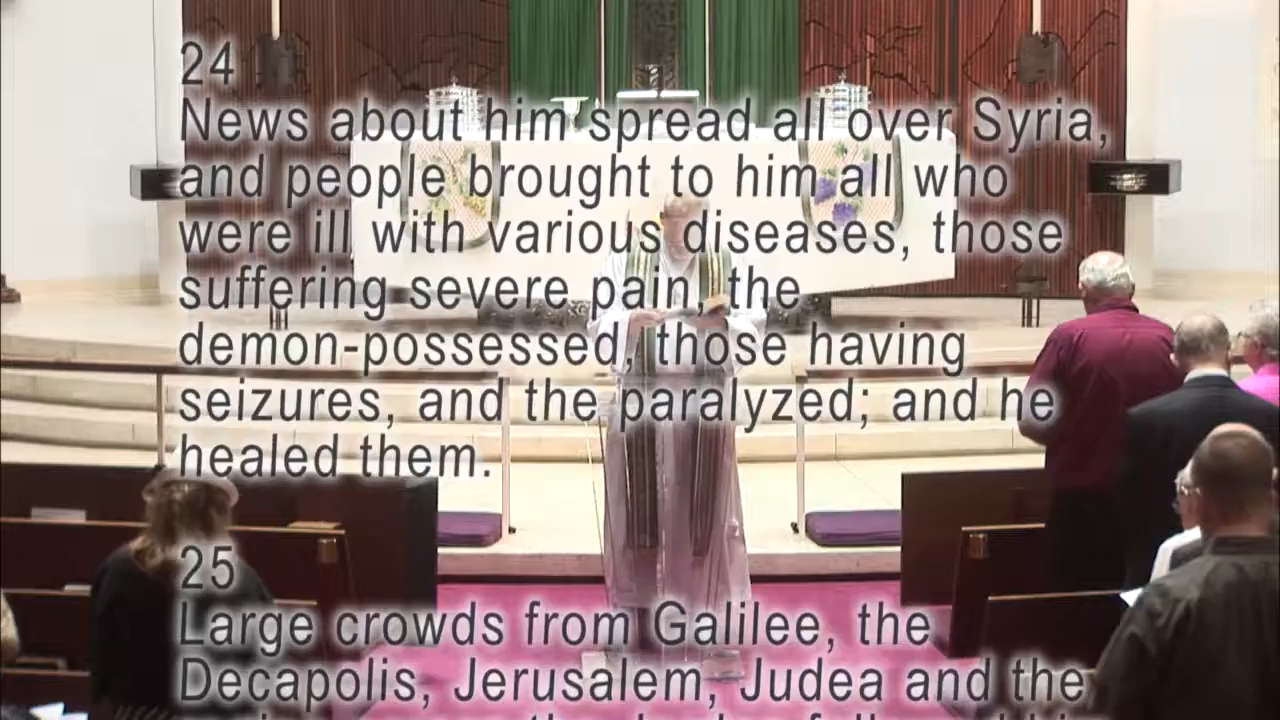 24
News about him spread all over Syria,
and people brought to him all who
were ill with various diseases, those
suffering severe pain, the
demon-possessed, those having
seizures, and the paralyzed; and he
healed them.
25
Large crowds from Galilee, the
Decapolis, Jerusalem, Judea and the